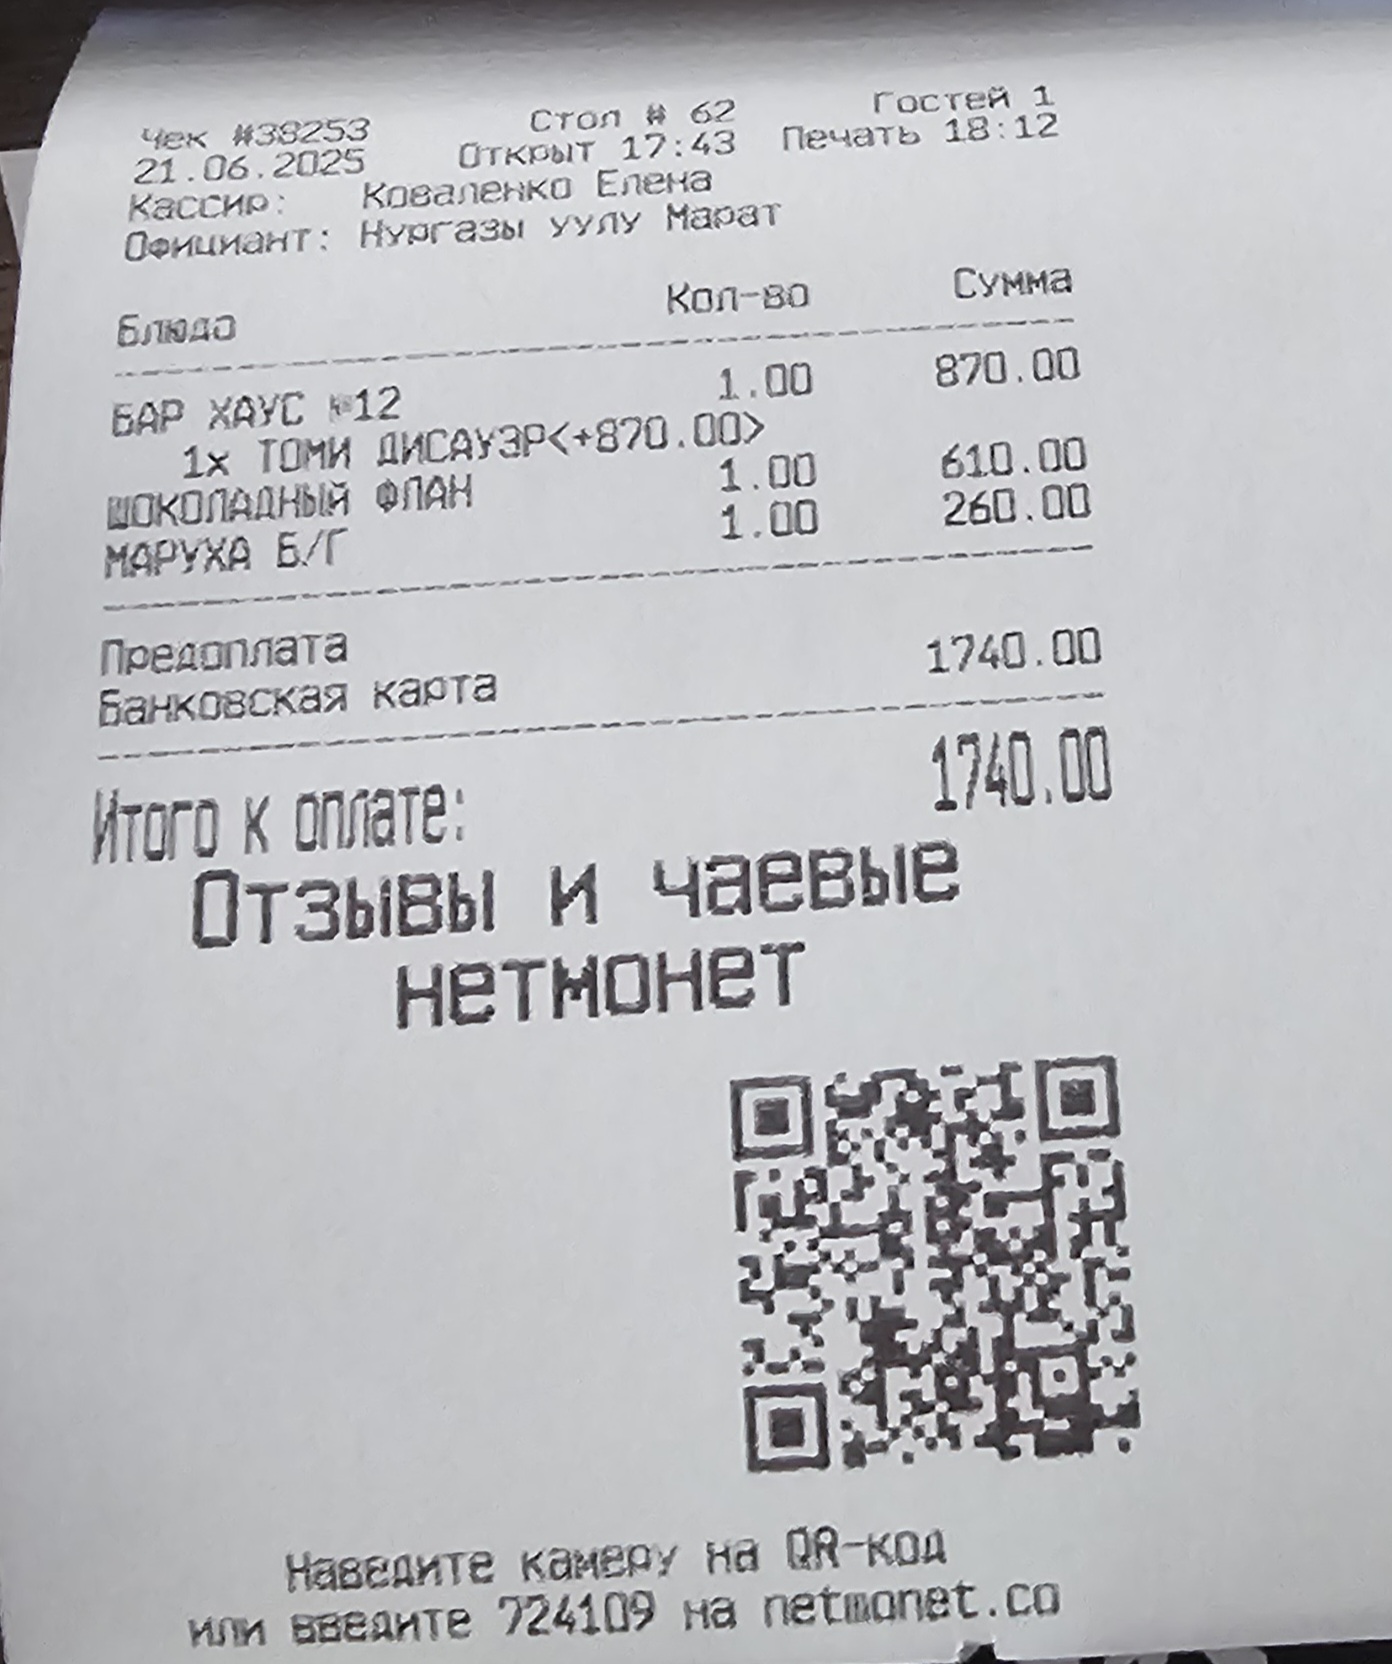 Чек #38253 Стол # 62 Гостей 1
21.06.2025 Открыт 17:43 Печать 18:12
Кассир: Коваленко Елена
Официант: Нургазы уулу Марат
Блюдо Кол-во Сумма
БАР ХАУС №12 1.00 870.00
1x ТОМИ ДИСАУЭР<+870.00>
ШОКОЛАДНЫЙ ФЛАН 1.00 610.00
МАРУХА Б/Г 1.00 260.00
Предоплата
Банковская карта 1740.00
Итого к оплате: 1740.00
Отзывы и чаевые
нетмонет
Наведите камеру на QR-код
или введите 724109 на netmonet.co